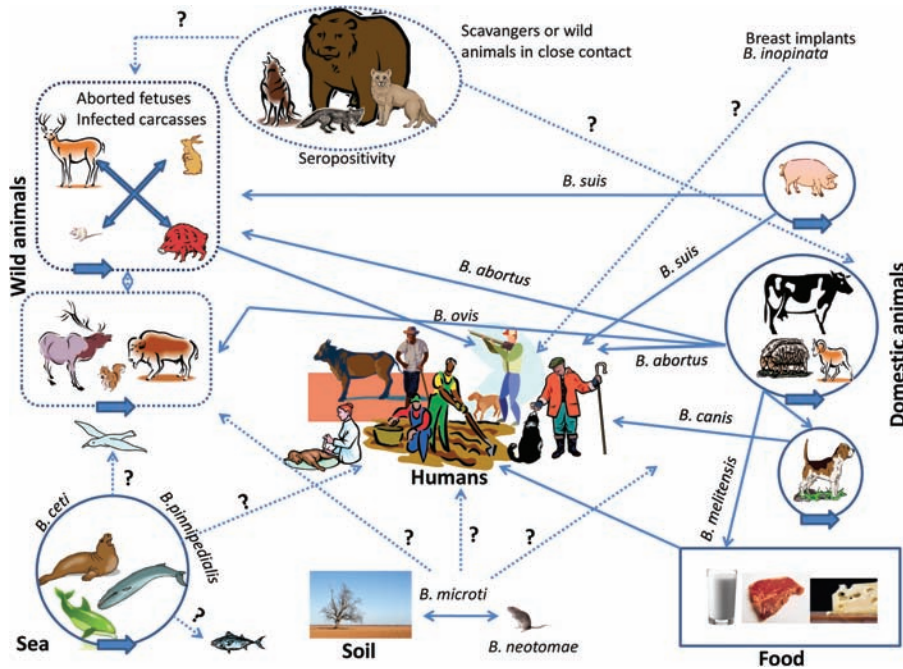 ?
Scavangers or wild
animals in close contact
Breast implants
B. inopinata
Aborted fetuses
Infected carcasses
?
?
Seropositivity
B. suis
Wild animals
B. suis
B. abortus
B. ovis
B. abortus
Domestic animals
B. canis
Humans
?
?
B. ceti
B.pinnipedialis
?
?
?
B. melitensis
B. microti
?
B. neotomae
Sea
Soil
Food